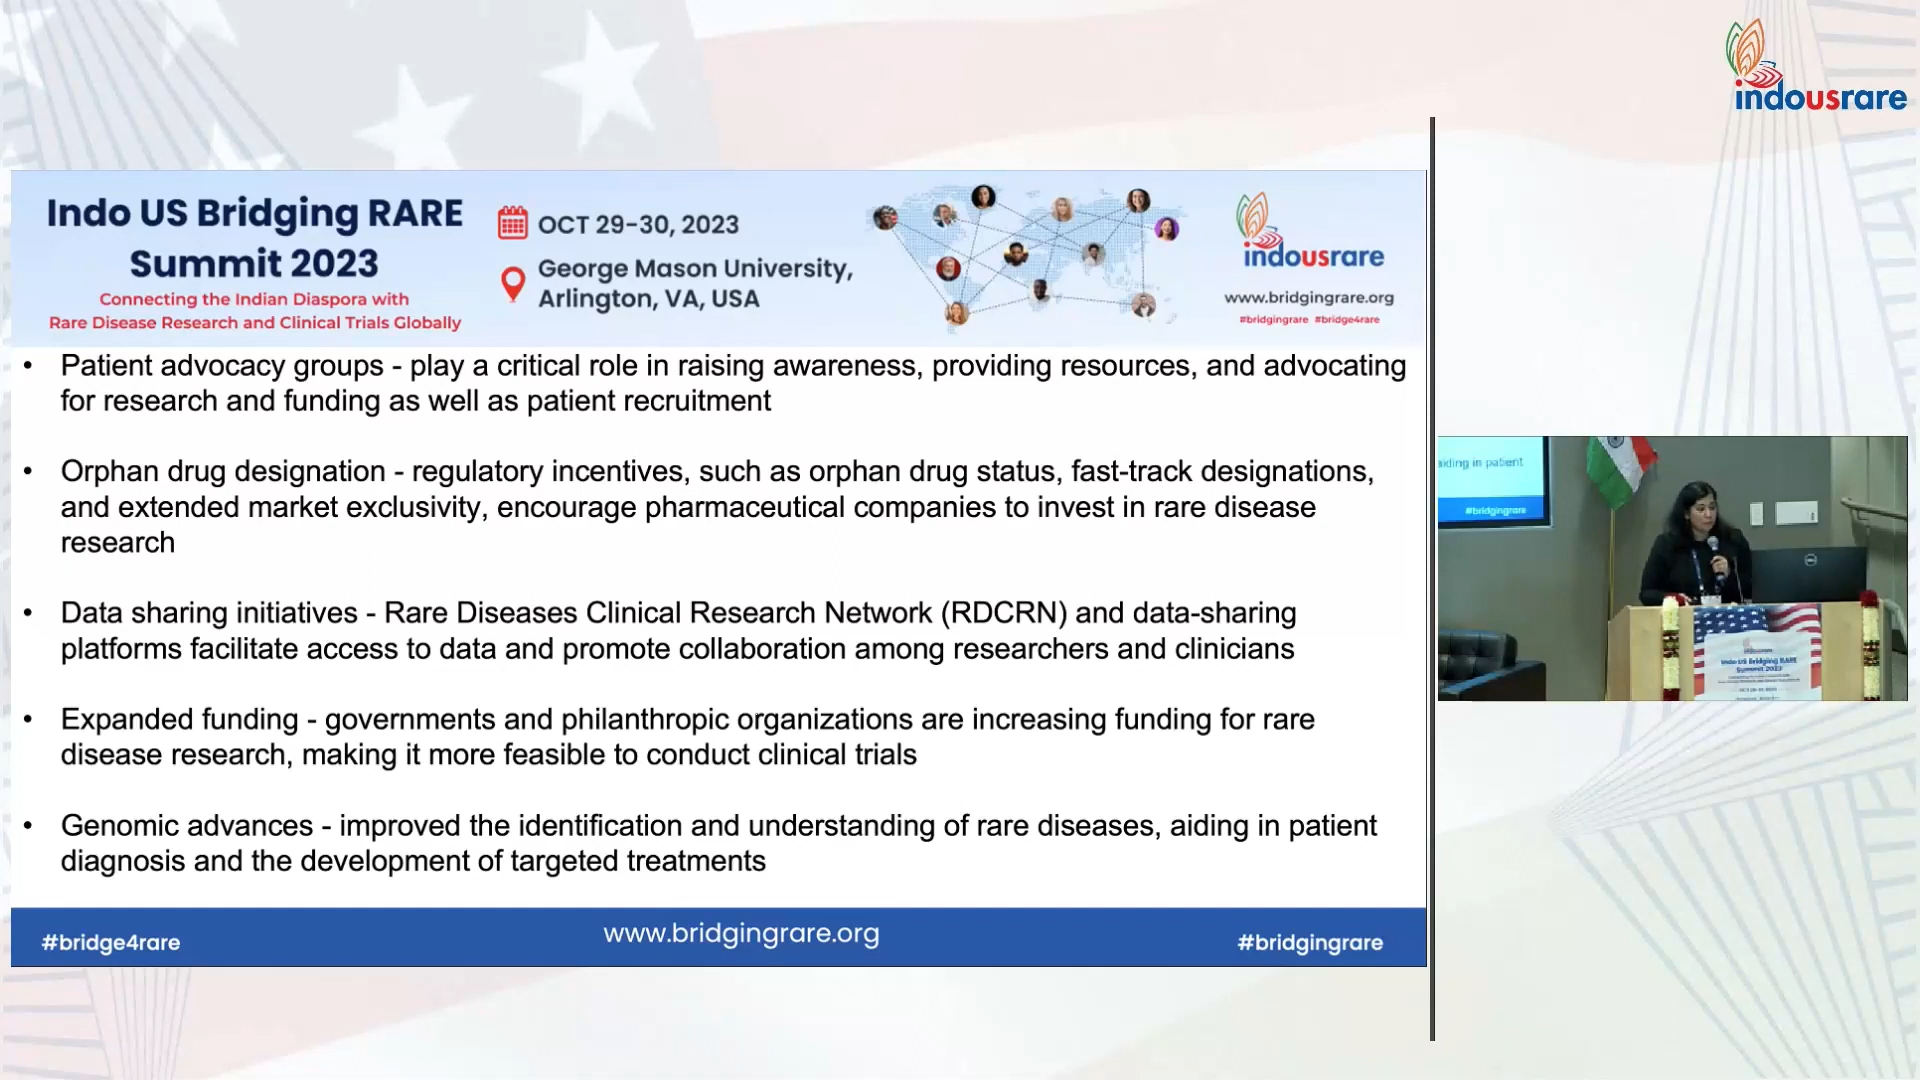 indousrare
Indo US Bridging RARE
Summit 2023
Connecting the Indian Diaspora with
Rare Disease Research and Clinical Trials Globally
OCT 29-30, 2023
George Mason University,
Arlington, VA, USA
indousrare
www.bridgingrare.org
#bridgingrare #bridge4rare
• Patient advocacy groups - play a critical role in raising awareness, providing resources, and advocating
for research and funding as well as patient recruitment
• Orphan drug designation - regulatory incentives, such as orphan drug status, fast-track designations,
and extended market exclusivity, encourage pharmaceutical companies to invest in rare disease
research
• Data sharing initiatives - Rare Diseases Clinical Research Network (RDCRN) and data-sharing
platforms facilitate access to data and promote collaboration among researchers and clinicians
• Expanded funding - governments and philanthropic organizations are increasing funding for rare
disease research, making it more feasible to conduct clinical trials
• Genomic advances - improved the identification and understanding of rare diseases, aiding in patient
diagnosis and the development of targeted treatments
#bridge4rare
www.bridgingrare.org
#bridgingrare
aiding in patient
#bridgingrare
DELL
Indo US Bridging RARE
Summit 2023